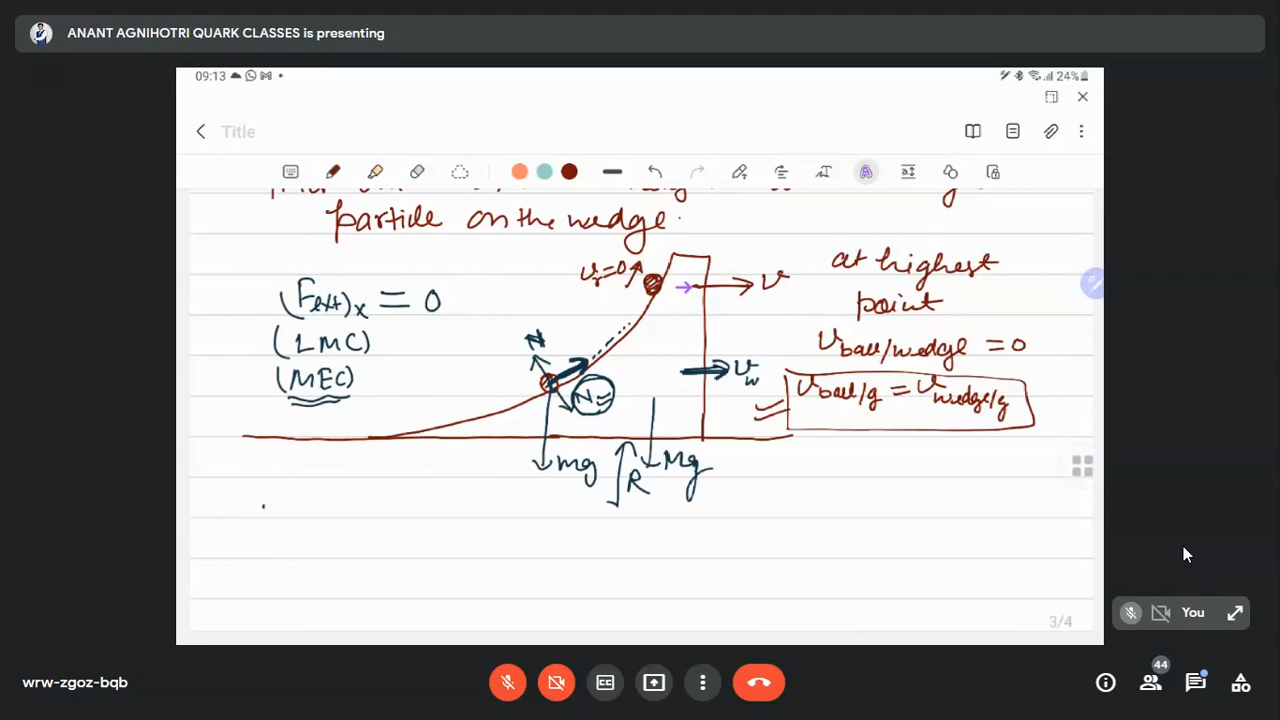 ANANT AGNIHOTRI QUARK CLASSES is presenting
09:13
24%
Title
particle on the wedge.
at highest
point
v_ball/wedge = 0
v_ball/g = v_wedge/g
(F_ext)_x = 0
(LMC)
(MEC)
v_r=0
v
N
N
v_w
mg
R
Mg
3/4
You
wrw-zgoz-bqb
44